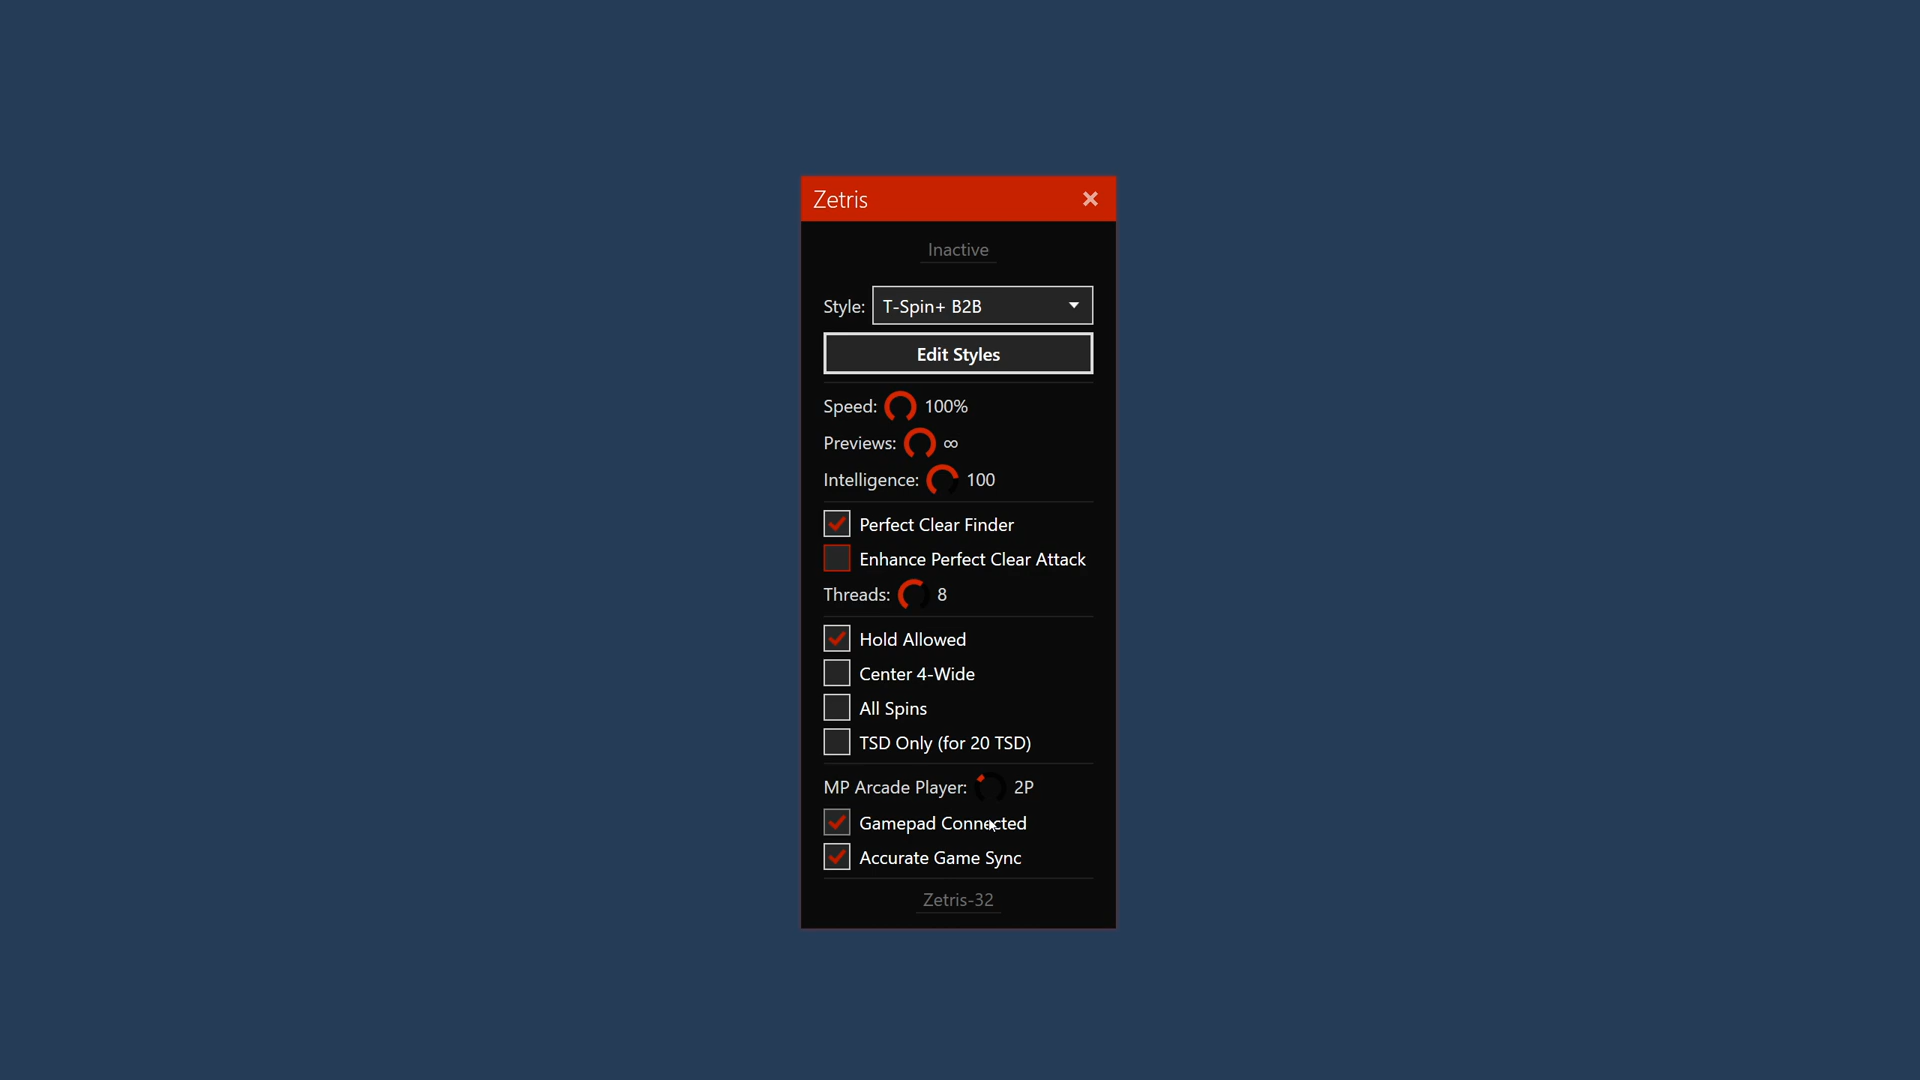 Zetris
Inactive
Style: T-Spin+ B2B
Edit Styles
Speed: 100%
Previews: ∞
Intelligence: 100
Perfect Clear Finder
Enhance Perfect Clear Attack
Threads: 8
Hold Allowed
Center 4-Wide
All Spins
TSD Only (for 20 TSD)
MP Arcade Player: 2P
Gamepad Connected
Accurate Game Sync
Zetris-32